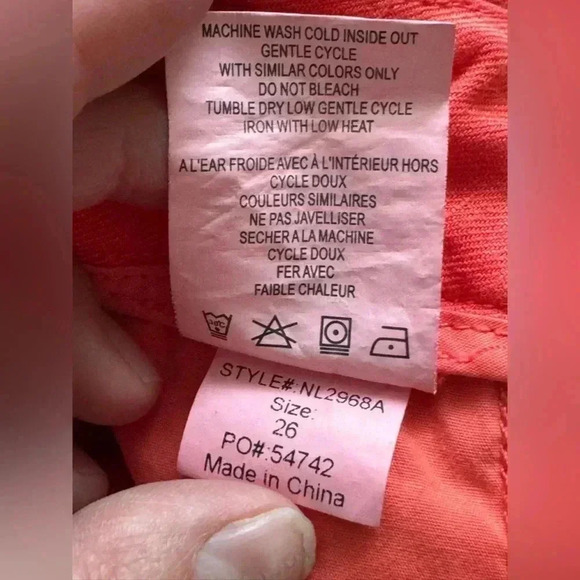 MACHINE WASH COLD INSIDE OUT
GENTLE CYCLE
WITH SIMILAR COLORS ONLY
DO NOT BLEACH
TUMBLE DRY LOW GENTLE CYCLE
IRON WITH LOW HEAT
A L'EAR FROIDE AVEC À L'INTÉRIEUR HORS
CYCLE DOUX
COULEURS SIMILAIRES
NE PAS JAVELLISER
SECHER A LA MACHINE
CYCLE DOUX
FER AVEC
FAIBLE CHALEUR
30°C
STYLE#:NL2968A
Size:
26
PO#:54742
Made in China